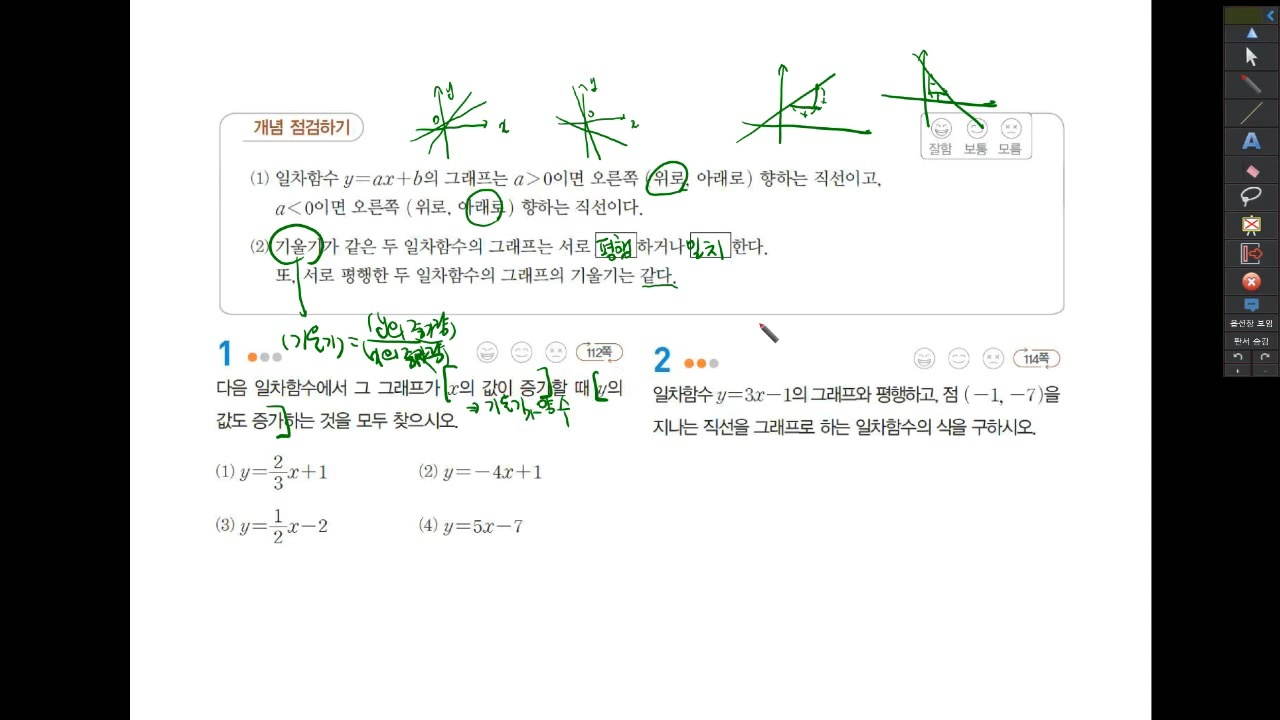 y
0
x
y
0
x
개념 점검하기
잘함 보통 모름
(1) 일차함수 y=ax+b의 그래프는 a>0이면 오른쪽 (위로, 아래로) 향하는 직선이고,
a<0이면 오른쪽 (위로, 아래로) 향하는 직선이다.
(2) 기울기가 같은 두 일차함수의 그래프는 서로 평행 하거나 일치 한다.
또, 서로 평행한 두 일차함수의 그래프의 기울기는 같다.
(기울기) = (y의 증가량)/(x의 증가량)
1
112쪽
다음 일차함수에서 그 그래프가 [x의 값이 증가]할 때 [y의
값도 증가]하는 것을 모두 찾으시오.
→ 기울기가 양수
(1) y=2/3x+1
(2) y=-4x+1
(3) y=1/2x-2
(4) y=5x-7
2
114쪽
일차함수 y=3x-1의 그래프와 평행하고, 점 (-1, -7)을
지나는 직선을 그래프로 하는 일차함수의 식을 구하시오.
옵션창 보임
판서 숨김